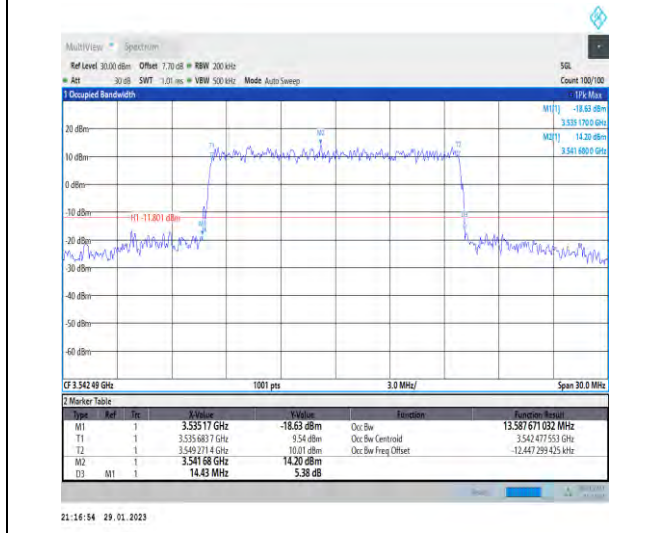 MultiView Spectrum
Ref Level 30.00 dBm Offset 7.70 dB RBW 200 kHz SGL
Att 30 dB SWT 1.01 ms VBW 500 kHz Mode Auto Sweep Count 100/100
1 Occupied Bandwidth 1Pk Max
M1[1] -18.63 dBm
3.535 170 0 GHz
M2[1] 14.20 dBm
3.541 680 0 GHz
20 dBm
10 dBm
0 dBm
-10 dBm
H1 -11.801 dBm
-20 dBm
-30 dBm
-40 dBm
-50 dBm
-60 dBm
CF 3.542 49 GHz 1001 pts 3.0 MHz/ Span 30.0 MHz
2 Marker Table
Type Ref Trc X-Value Y-Value Function Function Result
M1 1 3.535 17 GHz -18.63 dBm Occ Bw 13.587 671 032 MHz
T1 1 3.535 683 7 GHz 9.54 dBm Occ Bw Centroid 3.542 477 553 GHz
T2 1 3.549 271 4 GHz 10.01 dBm Occ Bw Freq Offset -12.447 299 425 kHz
M2 1 3.541 68 GHz 14.20 dBm
D3 M1 1 14.43 MHz 5.38 dB
21:16:54 29.01.2023